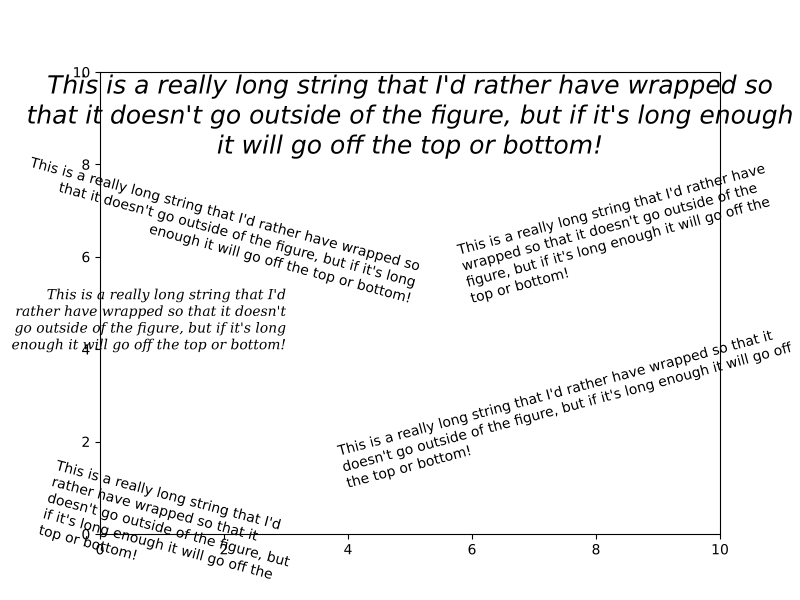 This is a really long string that I'd rather have wrapped so
that it doesn't go outside of the figure, but if it's long enough
it will go off the top or bottom!
This is a really long string that I'd rather have wrapped so
that it doesn't go outside of the figure, but if it's long
enough it will go off the top or bottom!
This is a really long string that I'd rather have
wrapped so that it doesn't go outside of the
figure, but if it's long enough it will go off the
top or bottom!
This is a really long string that I'd
rather have wrapped so that it doesn't
go outside of the figure, but if it's long
enough it will go off the top or bottom!
This is a really long string that I'd rather have wrapped so that it
doesn't go outside of the figure, but if it's long enough it will go off
the top or bottom!
This is a really long string that I'd
rather have wrapped so that it
doesn't go outside of the figure, but
if it's long enough it will go off the
top or bottom!
10
8
6
4
2
0
0
2
4
6
8
10